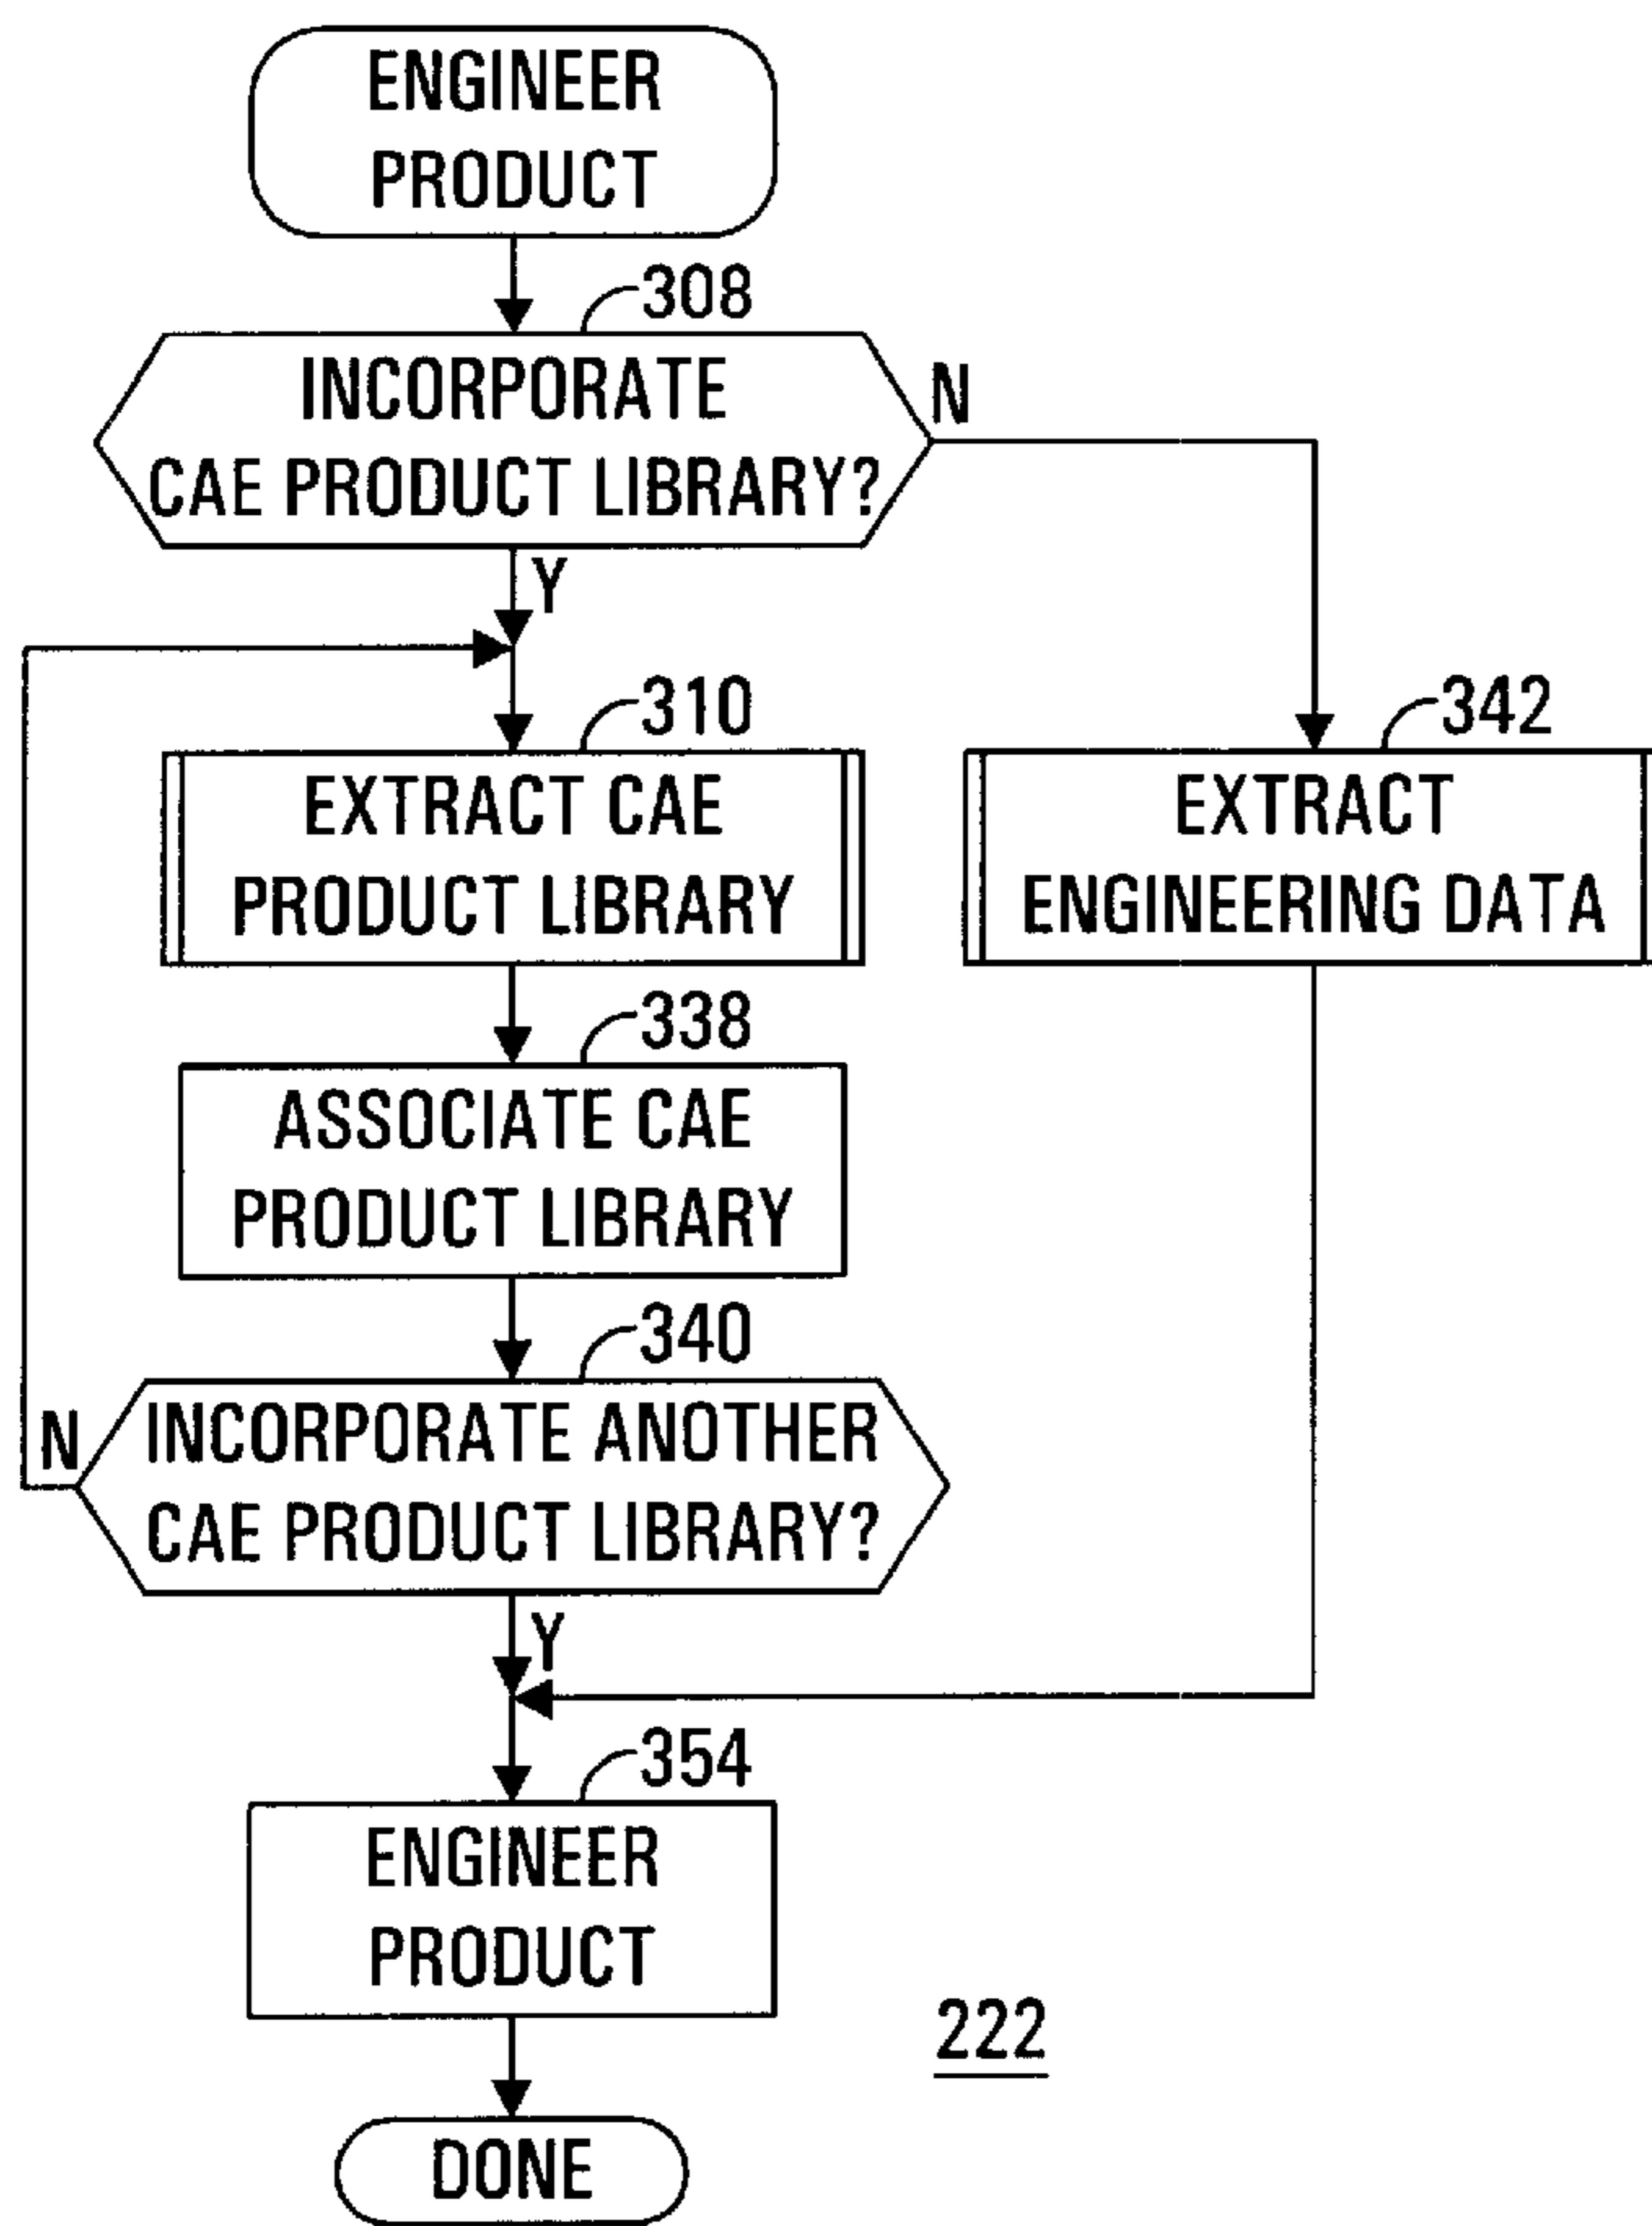 ENGINEER
PRODUCT
308
INCORPORATE
CAE PRODUCT LIBRARY?
N
Y
310
EXTRACT CAE
PRODUCT LIBRARY
342
EXTRACT
ENGINEERING DATA
338
ASSOCIATE CAE
PRODUCT LIBRARY
340
INCORPORATE ANOTHER
CAE PRODUCT LIBRARY?
N
Y
354
ENGINEER
PRODUCT
222
DONE